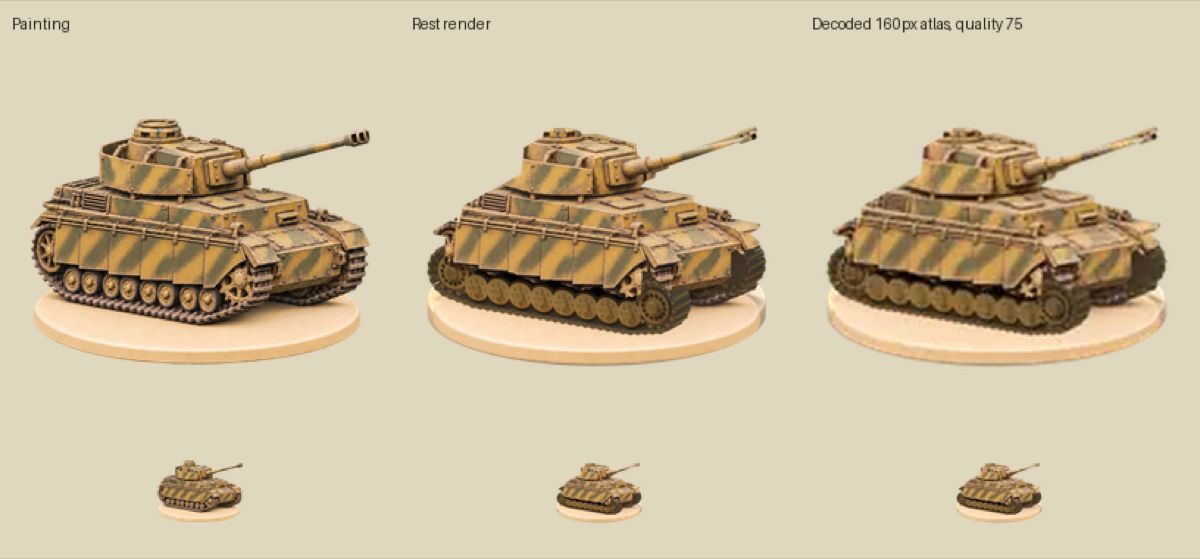 Painting
Rest render
Decoded 160px atlas, quality 75